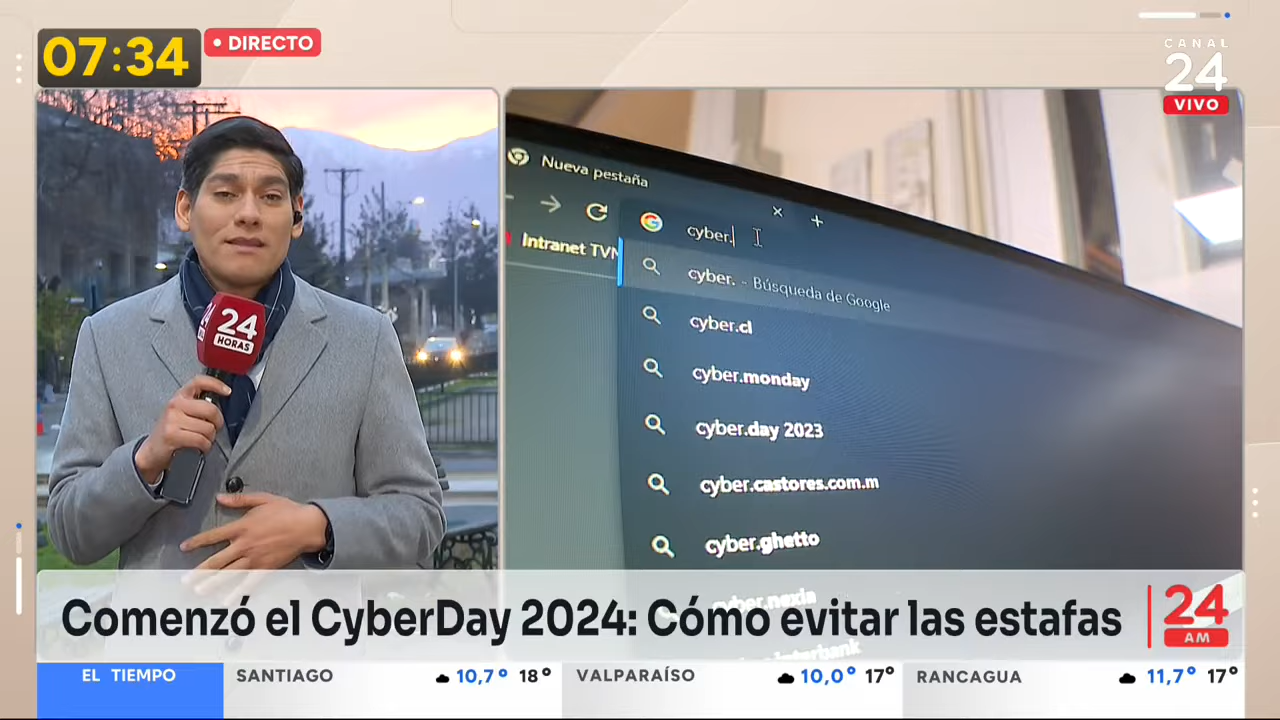 07:34
• DIRECTO
CANAL
24
VIVO
Nueva pestaña
cyber.
Intranet TVN
cyber. - Búsqueda de Google
cyber.cl
cyber.monday
cyber.day 2023
cyber.castores.com.m
cyber.ghetto
cyber.nexia
24
HORAS
Comenzó el CyberDay 2024: Cómo evitar las estafas
24
AM
EL TIEMPO
SANTIAGO 10,7° 18°
VALPARAÍSO 10,0° 17°
RANCAGUA 11,7° 17°